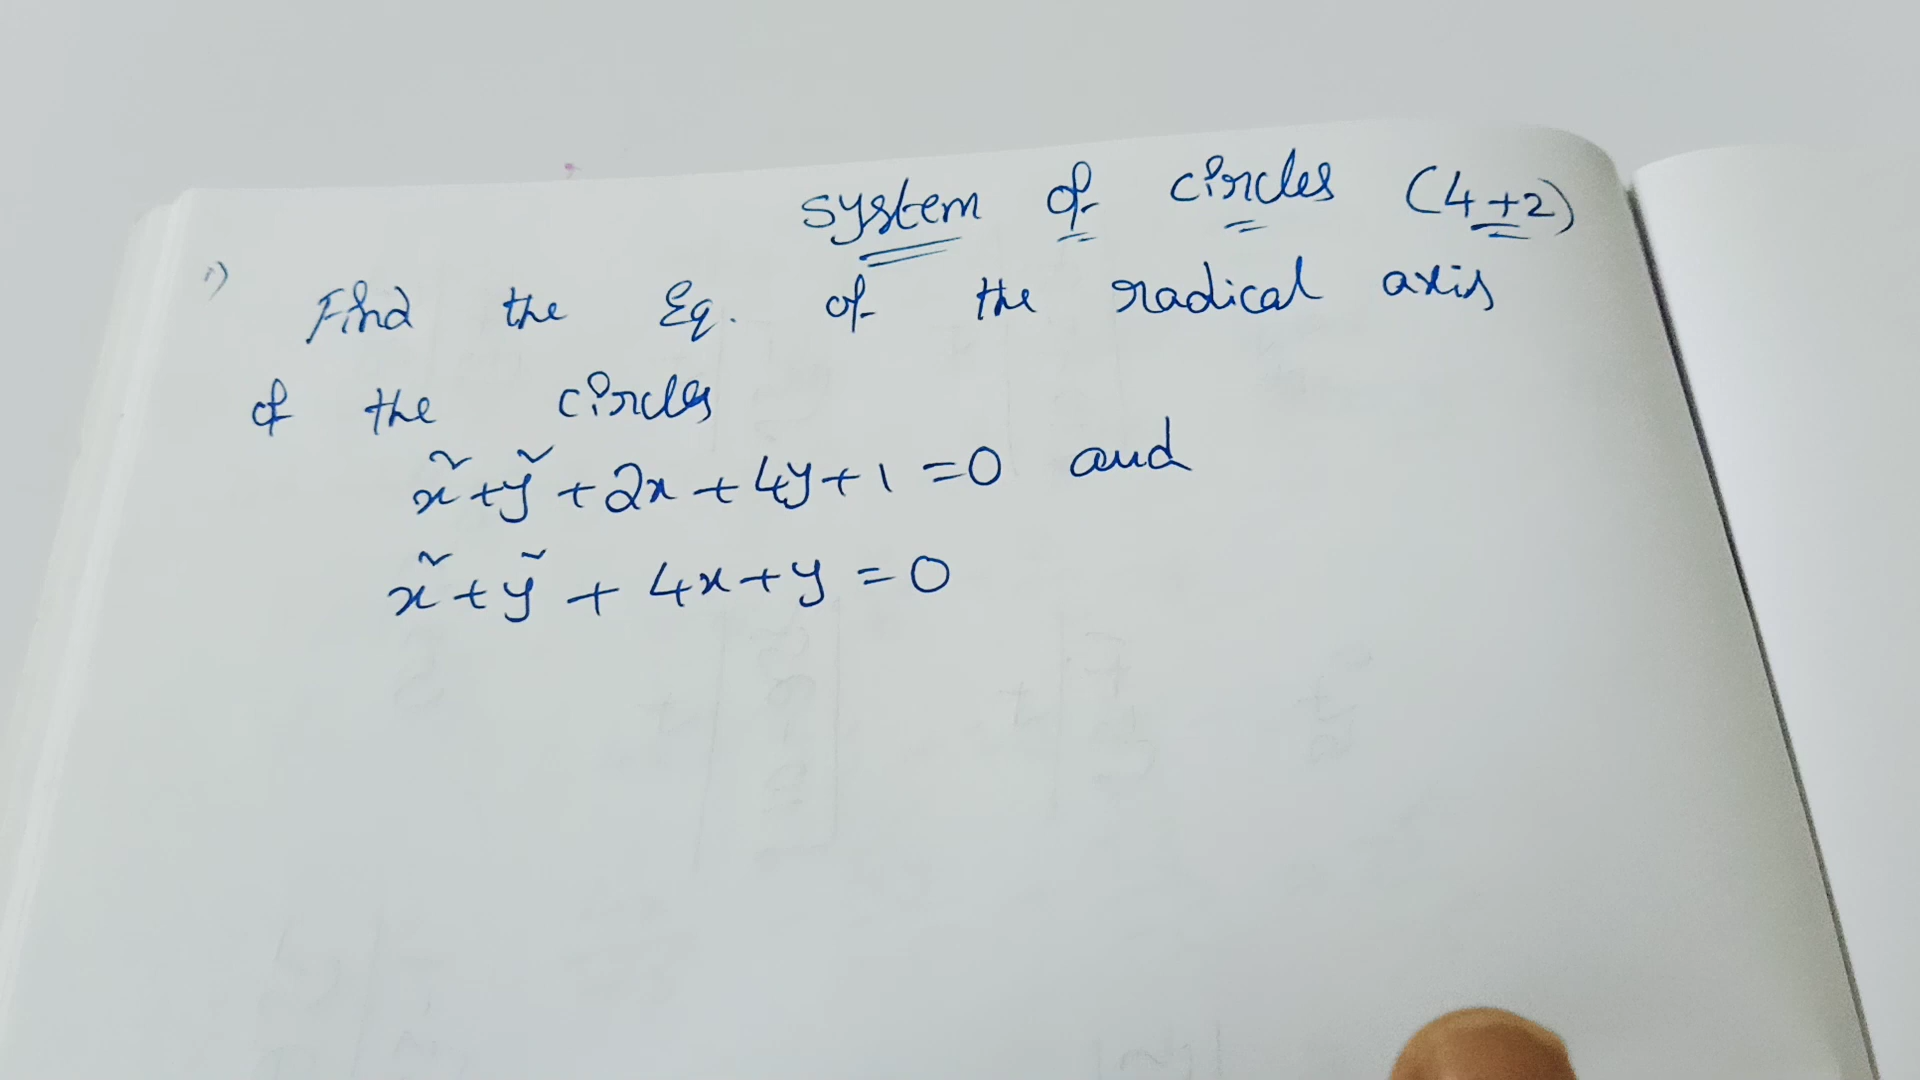 System of circles (4+2)
1) Find the Eq. of the radical axis
of the circles
x²+y²+2x+4y+1=0 and
x²+y²+4x+y=0